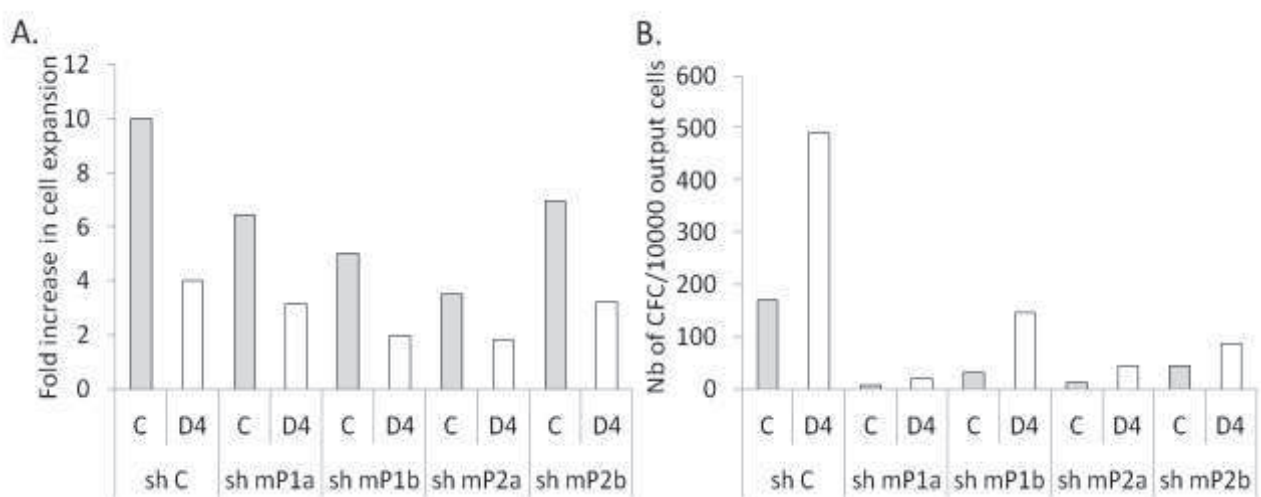 A.
Fold increase in cell expansion
12
10
8
6
4
2
0
C D4 C D4 C D4 C D4 C D4
sh C sh mP1a sh mP1b sh mP2a sh mP2b
B.
Nb of CFC/10000 output cells
600
500
400
300
200
100
0
C D4 C D4 C D4 C D4 C D4
sh C sh mP1a sh mP1b sh mP2a sh mP2b